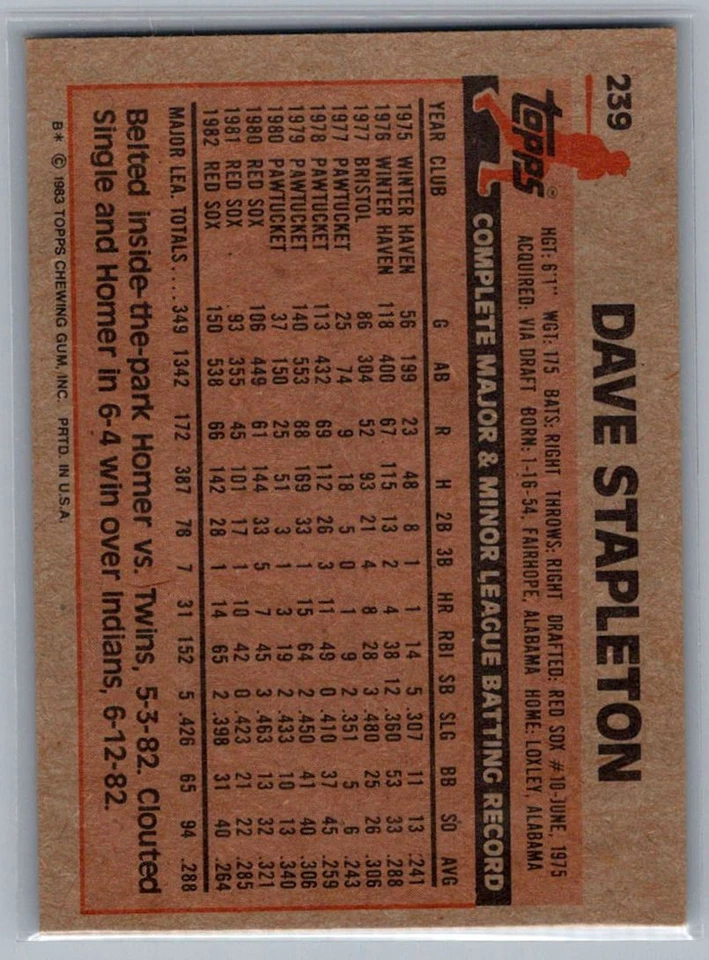 239
DAVE STAPLETON
topps®
HGT: 6'1" WGT: 175 BATS: RIGHT THROWS: RIGHT DRAFTED: RED SOX #10-JUNE, 1975
ACQUIRED: VIA DRAFT BORN: 1-16-54, FAIRHOPE, ALABAMA HOME: LOXLEY, ALABAMA
COMPLETE MAJOR & MINOR LEAGUE BATTING RECORD
YEAR CLUB G AB R H 2B 3B HR RBI SB SLG BB SO AVG
1975 WINTER HAVEN 56 199 23 48 8 1 1 14 5 .307 11 13 .241
1976 WINTER HAVEN 118 400 67 115 13 2 4 38 12 .360 53 33 .288
1977 BRISTOL 86 304 52 93 21 4 8 28 3 .480 25 26 .306
1977 PAWTUCKET 25 74 9 18 5 0 1 9 2 .351 5 6 .243
1978 PAWTUCKET 113 432 69 112 26 3 11 49 0 .410 37 45 .259
1979 PAWTUCKET 140 553 88 169 33 1 15 64 2 .450 41 40 .306
1980 PAWTUCKET 37 150 25 51 3 1 3 19 2 .433 10 13 .340
1980 RED SOX 106 449 61 144 33 5 7 45 3 .463 13 32 .321
1981 RED SOX 93 355 45 101 17 1 10 42 0 .423 21 22 .285
1982 RED SOX 150 538 66 142 28 1 14 65 2 .398 31 40 .264
MAJOR LEA. TOTALS .... 349 1342 172 387 78 7 31 152 5 .426 65 94 .288
Belted inside-the-park Homer vs. Twins, 5-3-82. Clouted
Single and Homer in 6-4 win over Indians, 6-12-82.
B* © 1983 TOPPS CHEWING GUM, INC. PRTD. IN U.S.A.